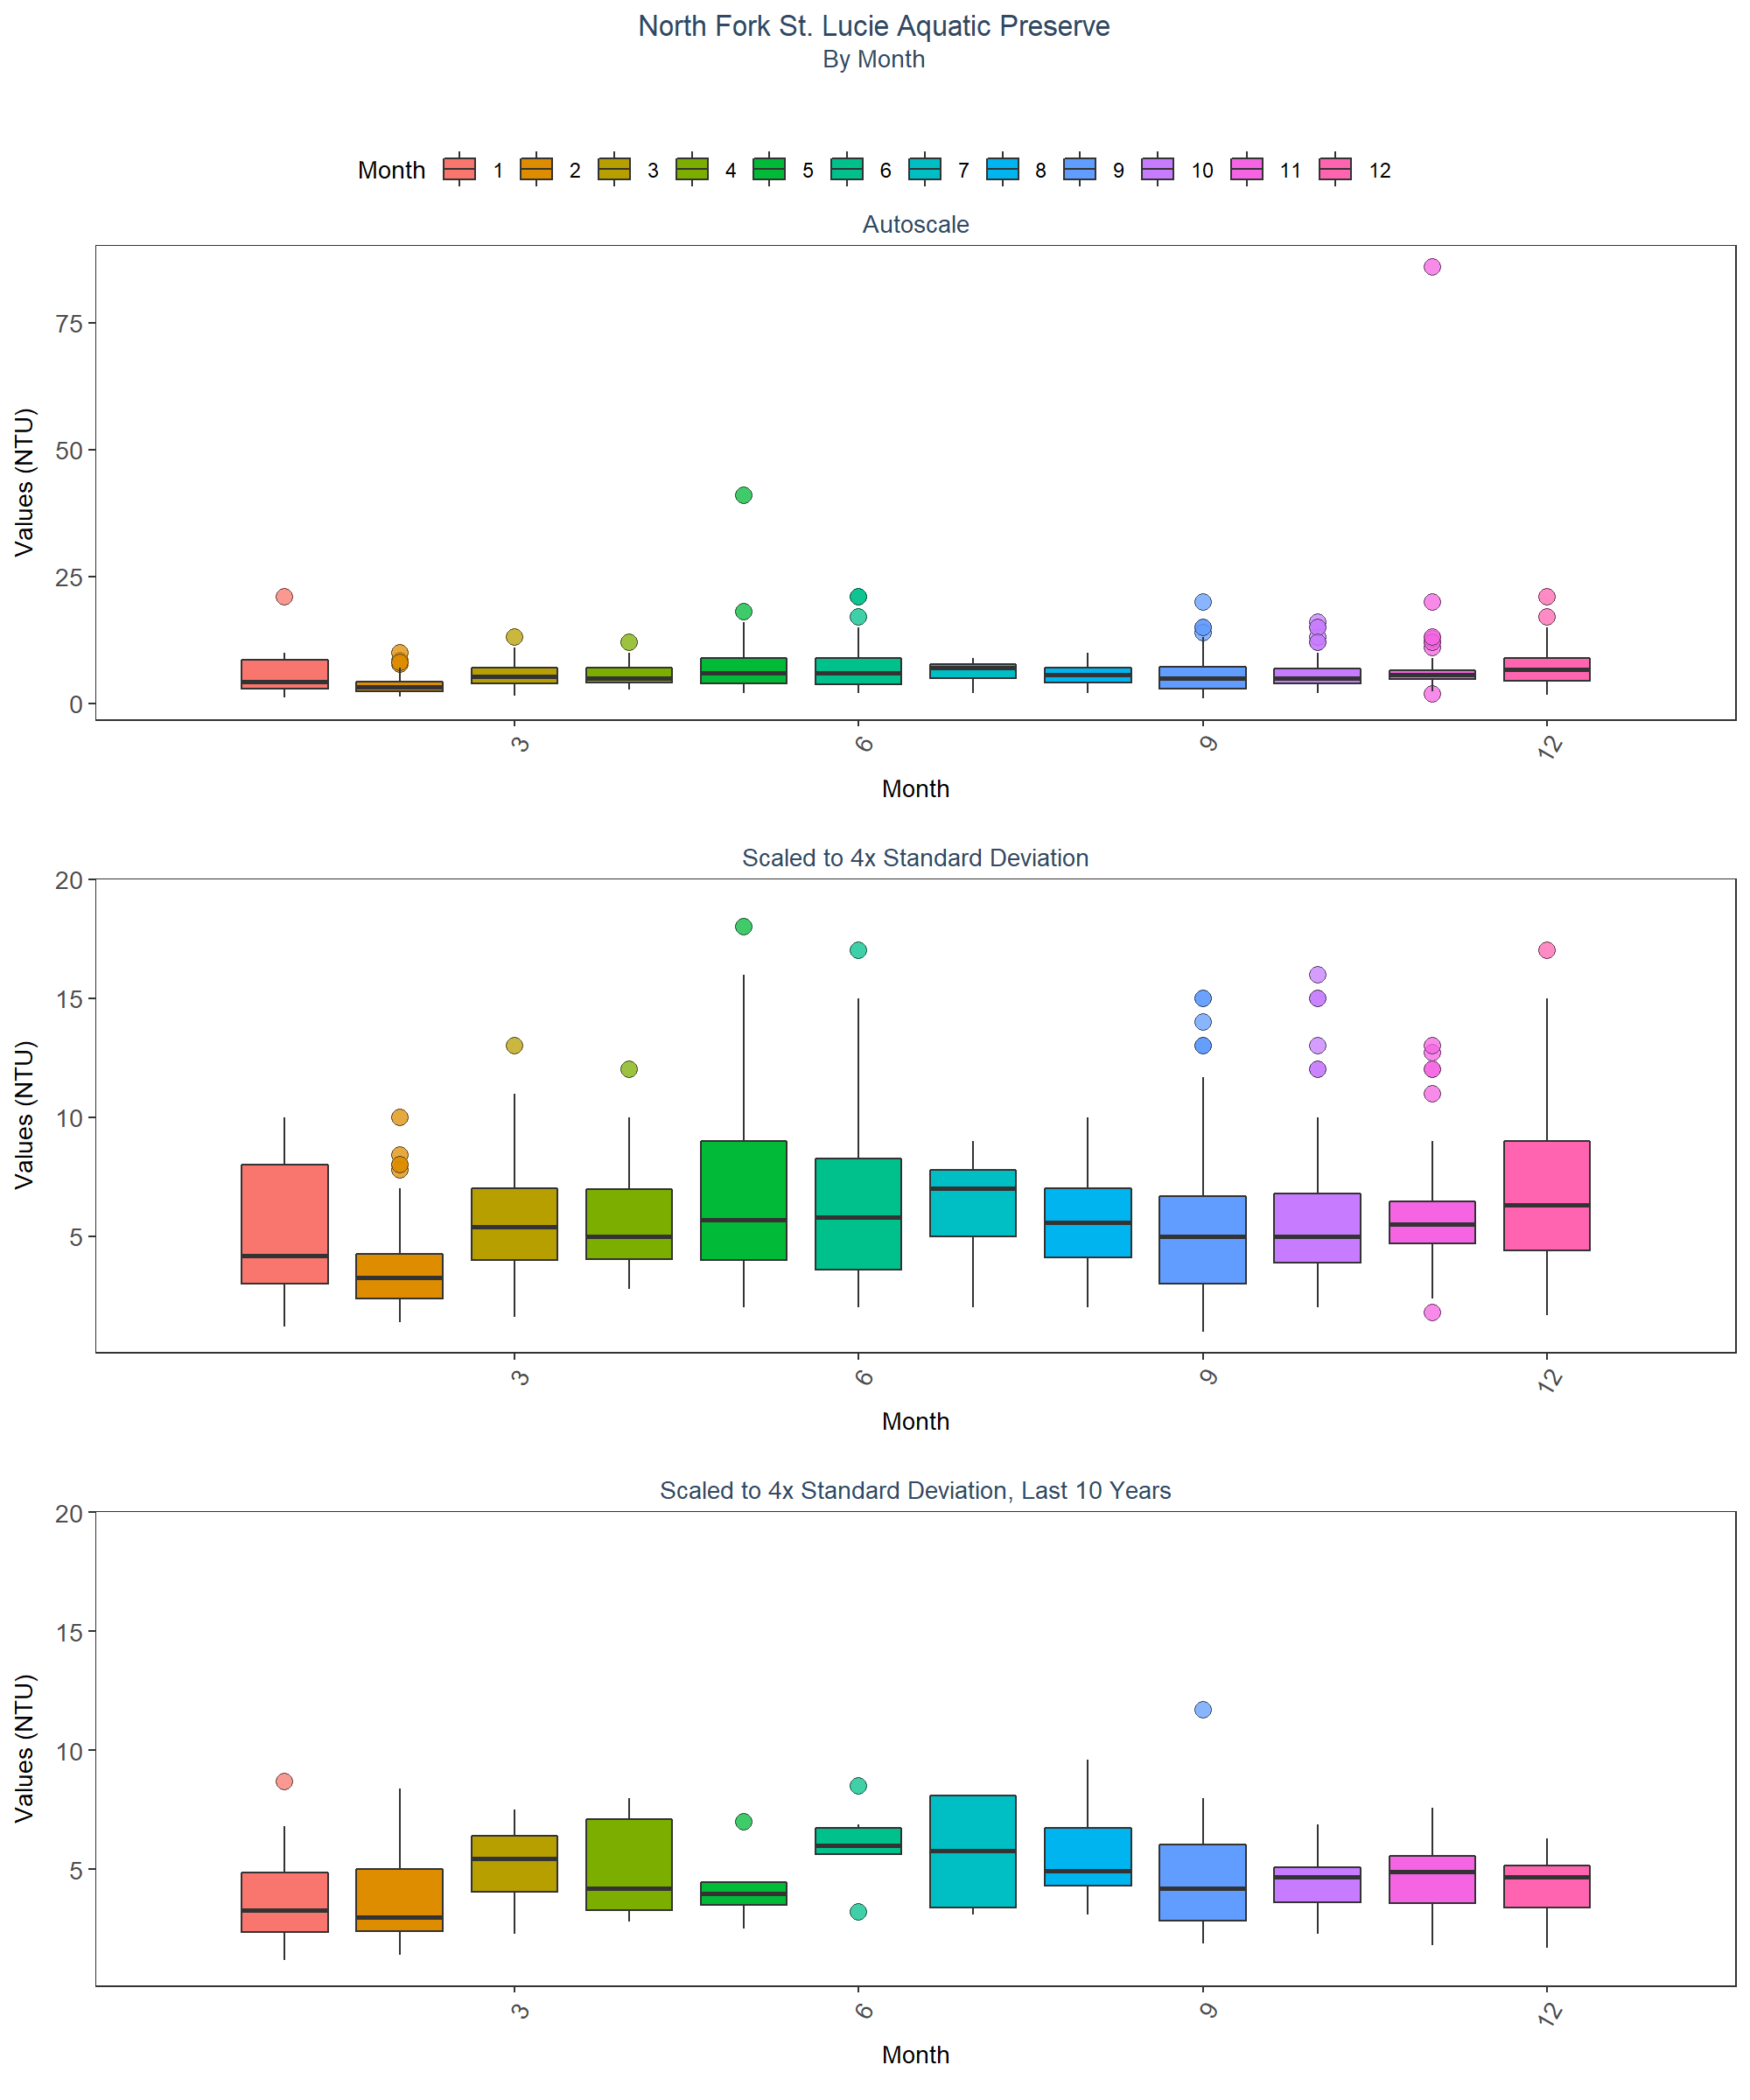 North Fork St. Lucie Aquatic Preserve
By Month
Month 1 2 3 4 5 6 7 8 9 10 11 12
Autoscale
Values (NTU)
75
50
25
0
3 6 9 12
Month
Scaled to 4x Standard Deviation
Values (NTU)
20
15
10
5
3 6 9 12
Month
Scaled to 4x Standard Deviation, Last 10 Years
Values (NTU)
20
15
10
5
3 6 9 12
Month